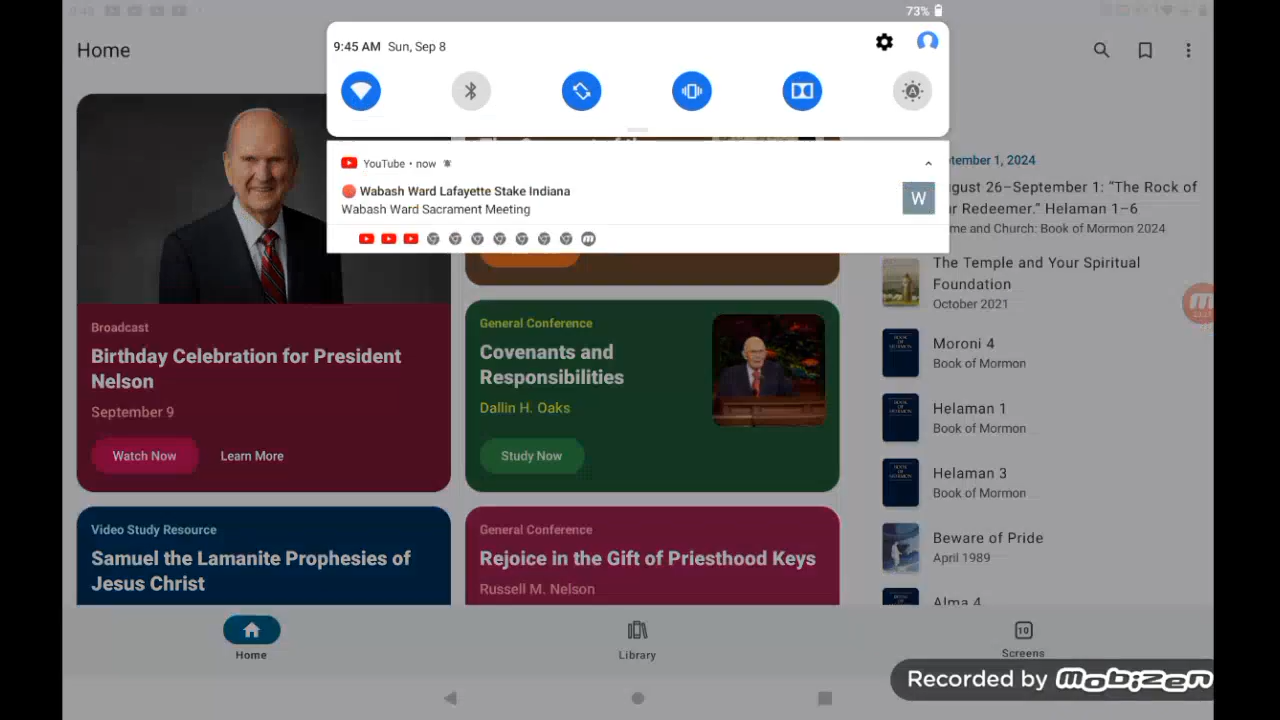 73%
Home
9:45 AM Sun, Sep 8
YouTube • now
Wabash Ward Lafayette Stake Indiana
Wabash Ward Sacrament Meeting
W
Broadcast
Birthday Celebration for President
Nelson
September 9
Watch Now Learn More
General Conference
Covenants and
Responsibilities
Dallin H. Oaks
Study Now
Video Study Resource
Samuel the Lamanite Prophesies of
Jesus Christ
General Conference
Rejoice in the Gift of Priesthood Keys
Russell M. Nelson
tember 1, 2024
ugust 26–September 1: “The Rock of
ur Redeemer.” Helaman 1–6
me and Church: Book of Mormon 2024
The Temple and Your Spiritual
Foundation
October 2021
Moroni 4
Book of Mormon
Helaman 1
Book of Mormon
Helaman 3
Book of Mormon
Beware of Pride
April 1989
Alma 4
Home
Library
10
Screens
Recorded by mobizen